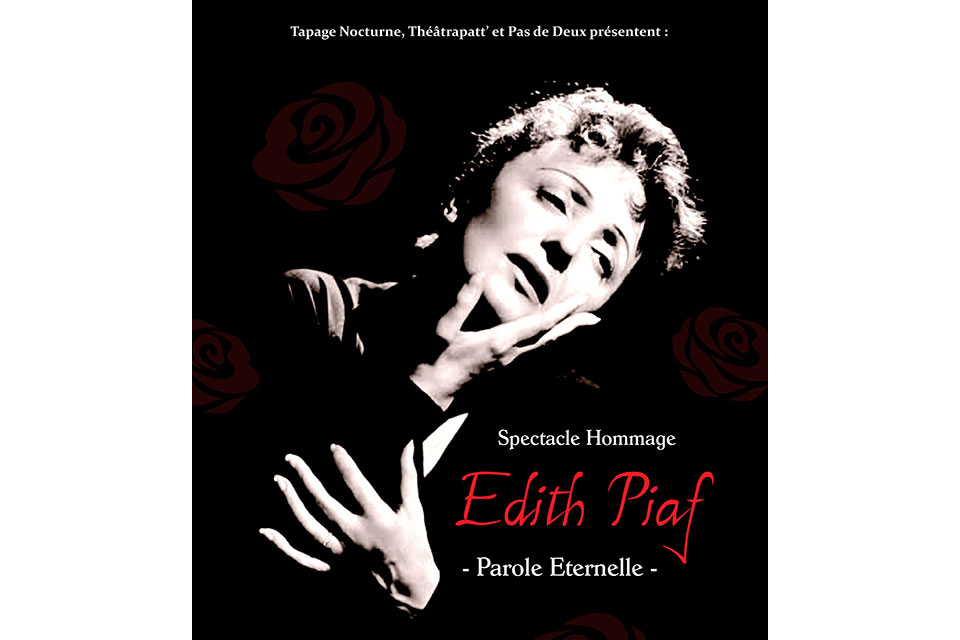 Tapage Nocturne, Théâtrapatt’ et Pas de Deux présentent :
Spectacle Hommage
Edith Piaf
- Parole Eternelle -